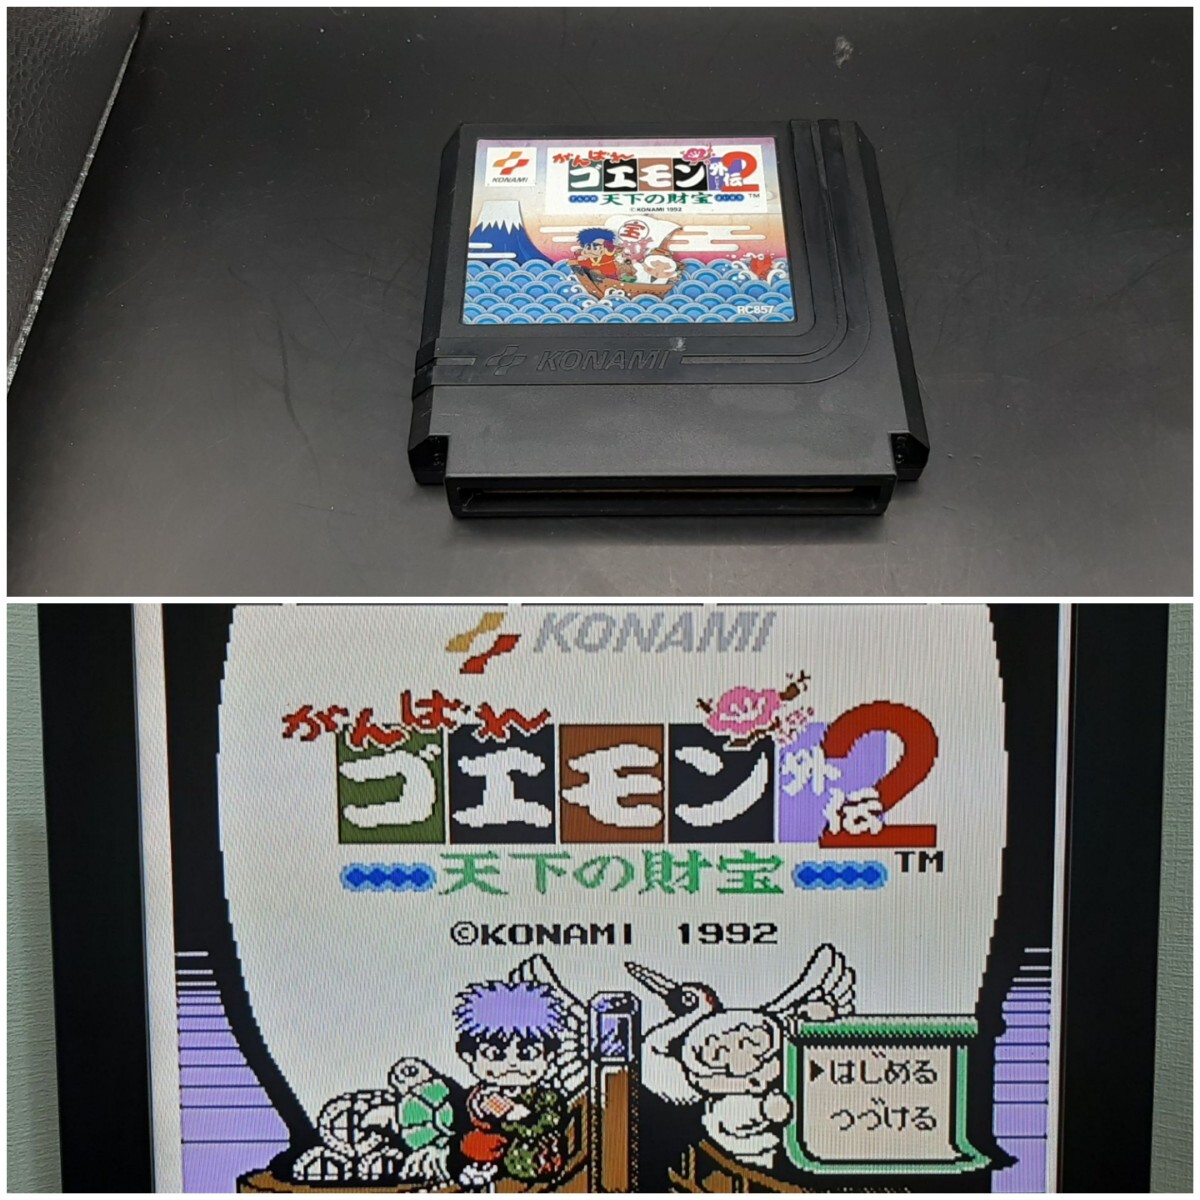 KONAMI
がんばれ
ゴエモン外伝2
天下の財宝 TM
©KONAMI 1992
宝
RC857
KONAMI
KONAMI
がんばれ
ゴエモン外伝2
天下の財宝 TM
©KONAMI 1992
▶はじめる
つづける